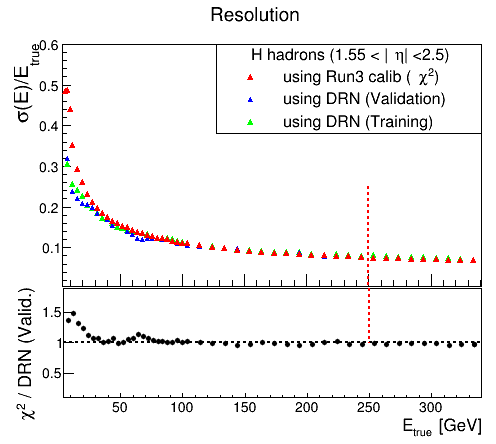 Resolution
σ(E)/E_true
0.6
0.5
0.4
0.3
0.2
0.1
H hadrons (1.55 < | η| <2.5)
using Run3 calib ( χ²)
using DRN (Validation)
using DRN (Training)
χ² / DRN (Valid.)
1.5
1
0.5
50 100 150 200 250 300
E_true [GeV]